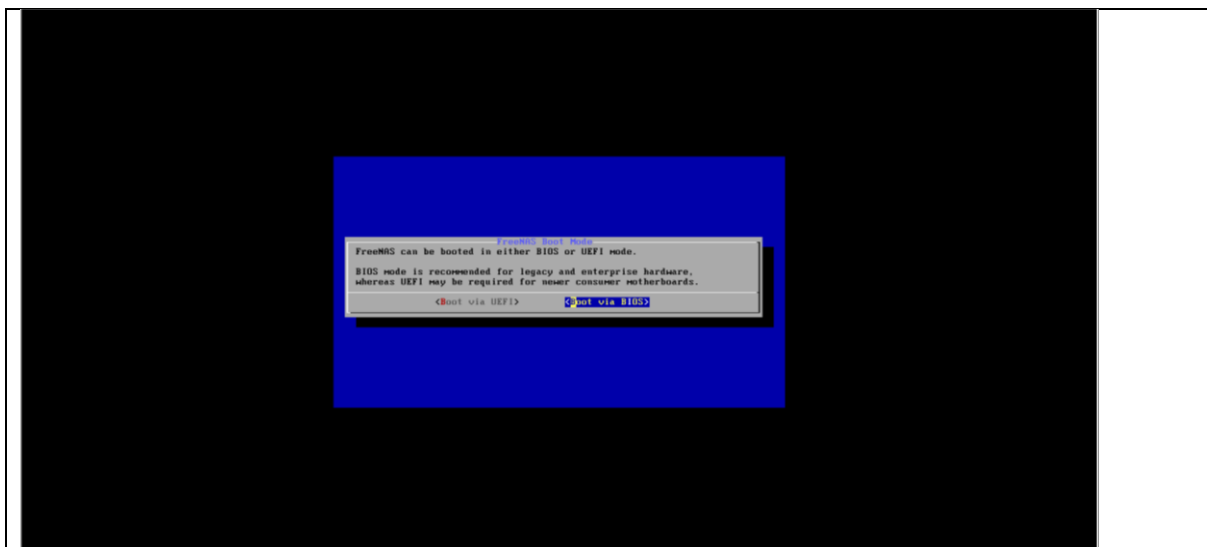 FreeNAS Boot Mode
FreeNAS can be booted in either BIOS or UEFI mode.
BIOS mode is recommended for legacy and enterprise hardware,
whereas UEFI may be required for newer consumer motherboards.
<Boot via UEFI> <Boot via BIOS>